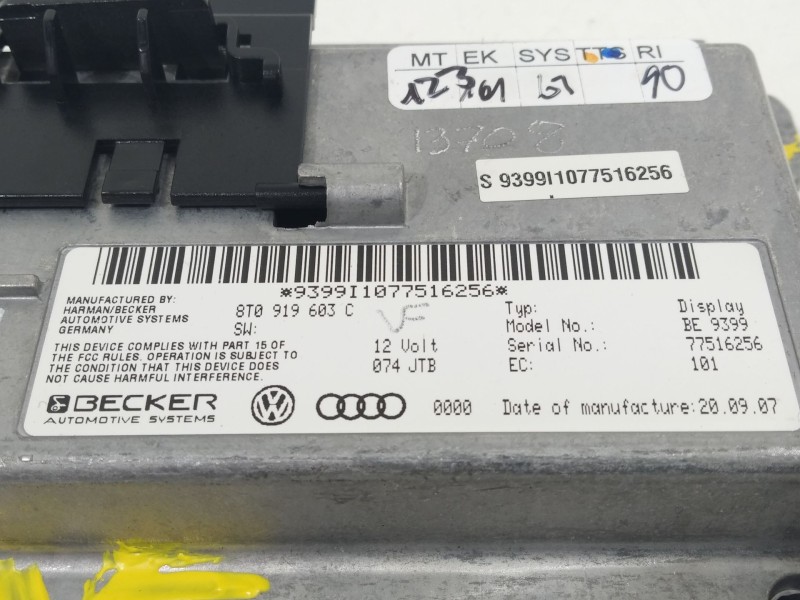 MT EK SYS TTS RI
90
13708
S 9399I1077516256
*9399I1077516256*
MANUFACTURED BY:
HARMAN/BECKER
AUTOMOTIVE SYSTEMS
GERMANY
8T0 919 603 C
SW:
THIS DEVICE COMPLIES WITH PART 15 OF
THE FCC RULES. OPERATION IS SUBJECT
TO THE CONDITION THAT THIS DEVICE DOES
NOT CAUSE HARMFUL INTERFERENCE.
12 Volt
074 JTB
Typ: Display
Model No.: BE 9399
Serial No.: 77516256
EC: 101
BECKER
AUTOMOTIVE SYSTEMS
0000 Date of manufacture: 20.09.07